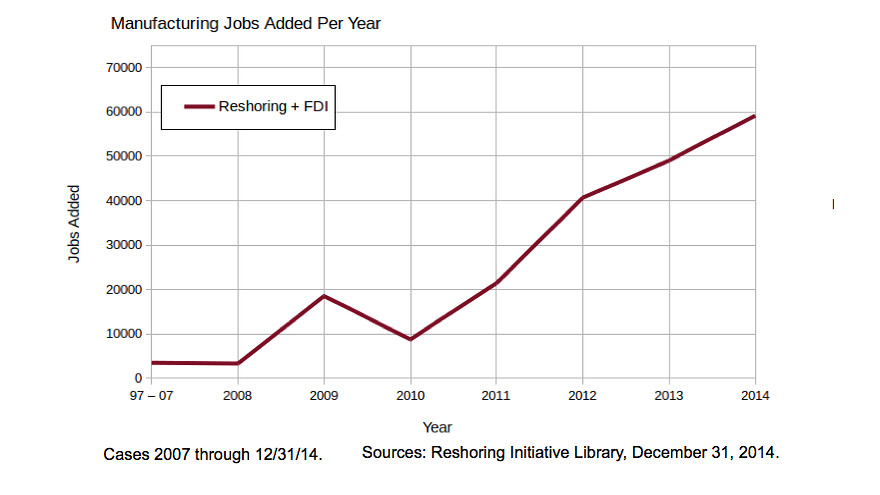 Manufacturing Jobs Added Per Year
70000
60000
50000
40000
30000
20000
10000
0
Reshoring + FDI
Jobs Added
97 – 07 2008 2009 2010 2011 2012 2013 2014
Year
Cases 2007 through 12/31/14. Sources: Reshoring Initiative Library, December 31, 2014.